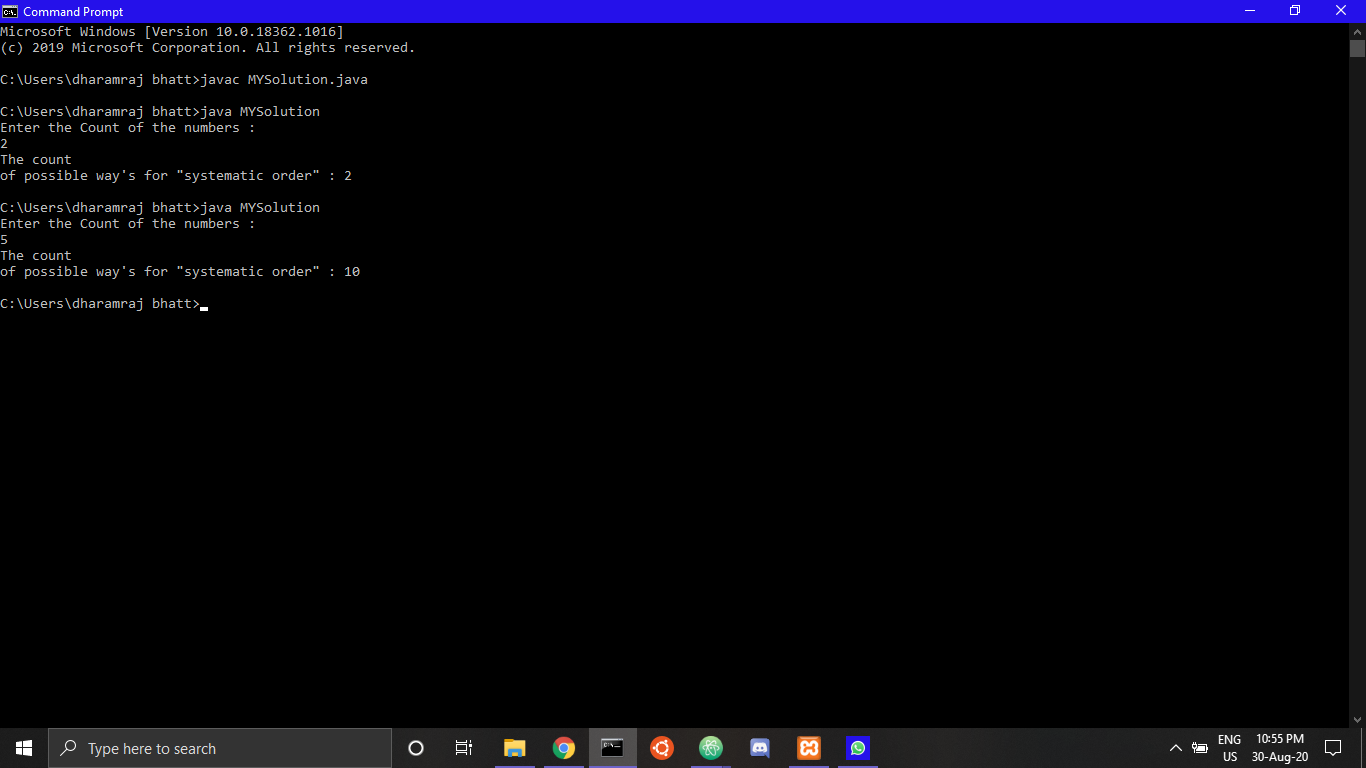 Command Prompt
Microsoft Windows [Version 10.0.18362.1016]
(c) 2019 Microsoft Corporation. All rights reserved.
C:\Users\dharamraj bhatt>javac MYSolution.java
C:\Users\dharamraj bhatt>java MYSolution
Enter the Count of the numbers :
2
The count
of possible way's for "systematic order" : 2
C:\Users\dharamraj bhatt>java MYSolution
Enter the Count of the numbers :
5
The count
of possible way's for "systematic order" : 10
C:\Users\dharamraj bhatt>
Type here to search
ENG
US
10:55 PM
30-Aug-20